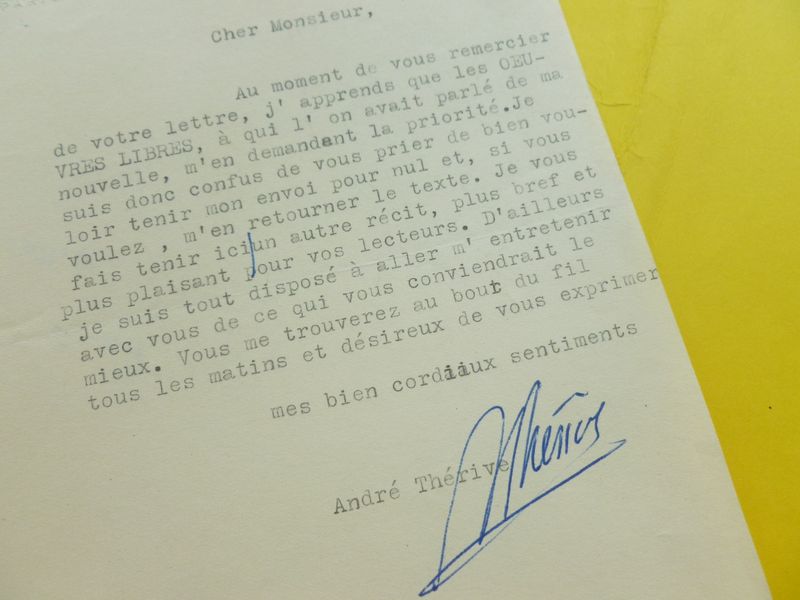 Cher Monsieur,
Au moment de vous remercier
de votre lettre, j' apprends que les OEU-
VRES LIBRES, à qui l' on avait parlé de ma
nouvelle, m'en demandent la priorité.Je
suis donc confus de vous prier de bien vou-
loir tenir mon envoi pour nul et, si vous
voulez , m'en retourner le texte. Je vous
fais tenir ici un autre récit, plus bref et
plus plaisant pour vos lecteurs. D'ailleurs
je suis tout disposé à aller m' entretenir
avec vous de ce qui vous conviendrait le
mieux. Vous me trouverez au bout du fil
tous les matins et désireux de vous exprimer
mes bien cordiaux sentiments
André Thérive
Thérive